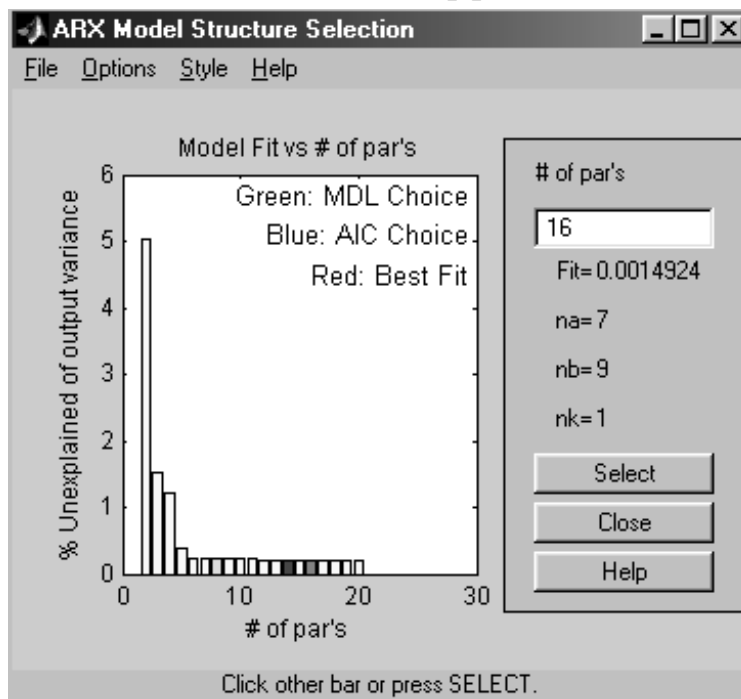 ARX Model Structure Selection
File Options Style Help
Model Fit vs # of par's
Green: MDL Choice
Blue: AIC Choice
Red: Best Fit
% Unexplained of output variance
6
5
4
3
2
1
0
0 10 20 30
# of par's
# of par's
16
Fit= 0.0014924
na= 7
nb= 9
nk= 1
Select
Close
Help
Click other bar or press SELECT.